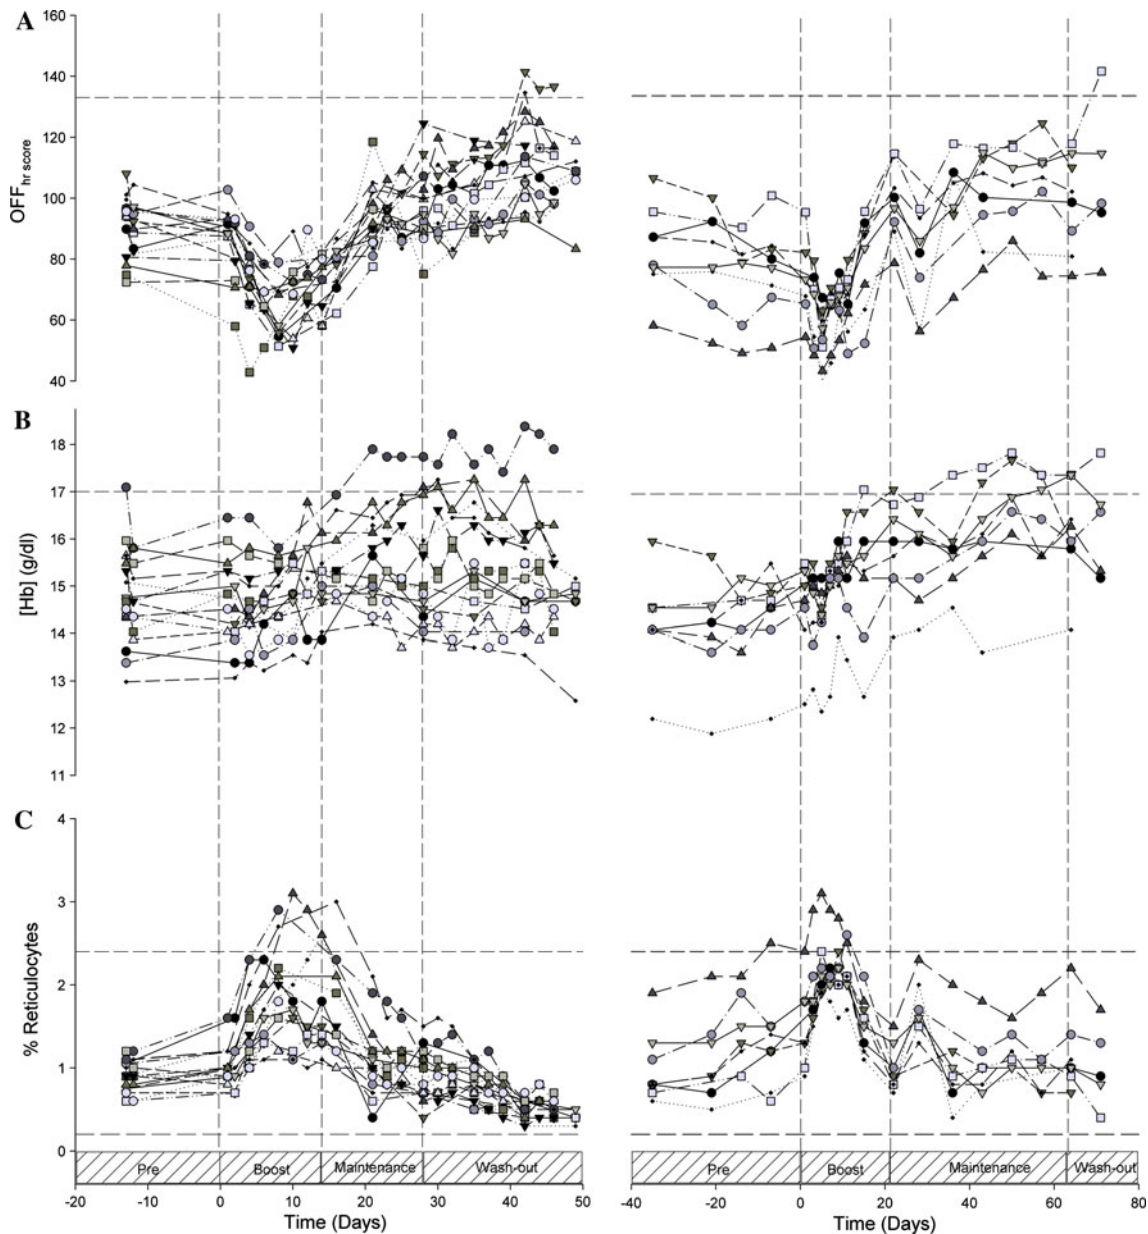 A
160
140
120
100
80
60
40
OFFhr score
B
18
17
16
15
14
13
12
11
[Hb] (g/dl)
C
4
3
2
1
0
% Reticulocytes
Pre Boost Maintenance Wash-out
Pre Boost Maintenance Wash-out
-20 -10 0 10 20 30 40 50
-40 -20 0 20 40 60 80
Time (Days)
Time (Days)